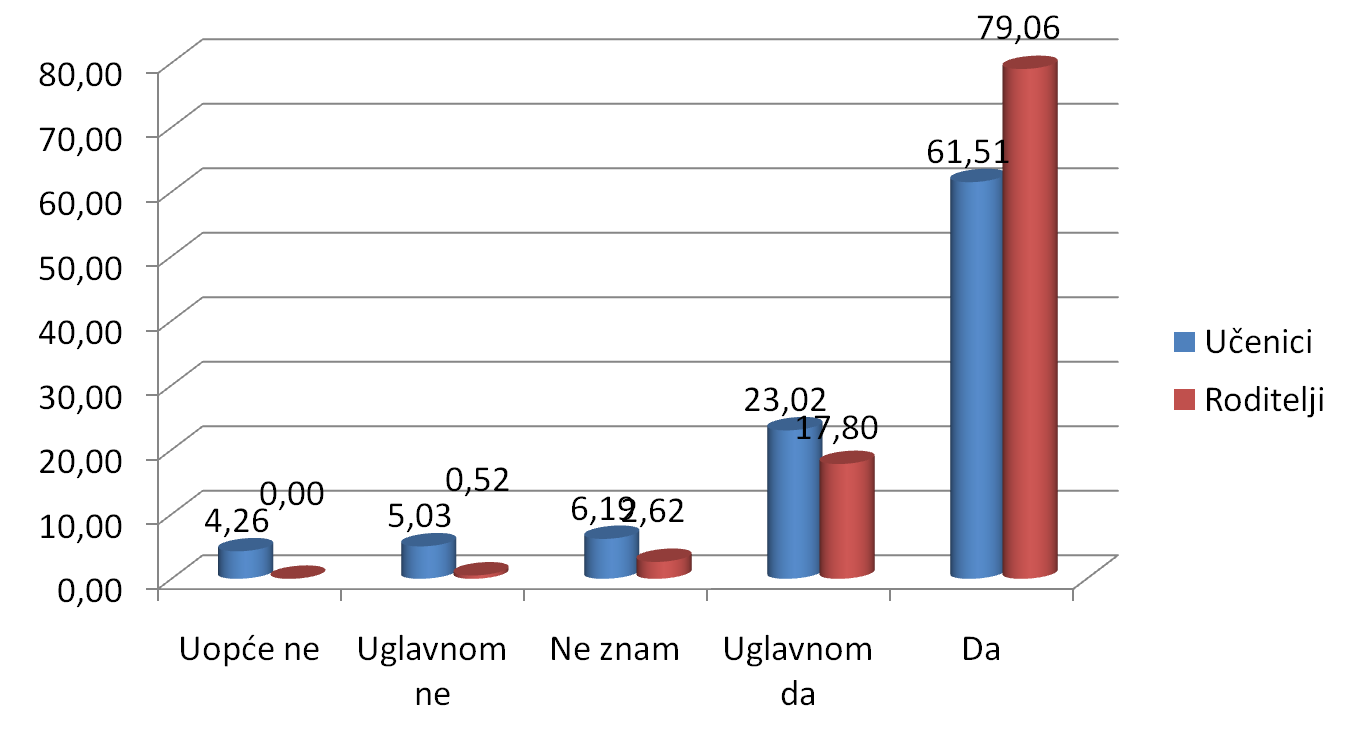 79,06
80,00
70,00
61,51
60,00
50,00
40,00
Učenici
30,00
Roditelji
23,02
17,80
20,00
0,52
0,00
6,19
2,62
5,03
4,26
10,00
0,00
Uopće ne
Uglavnom
ne
Ne znam
Uglavnom
da
Da